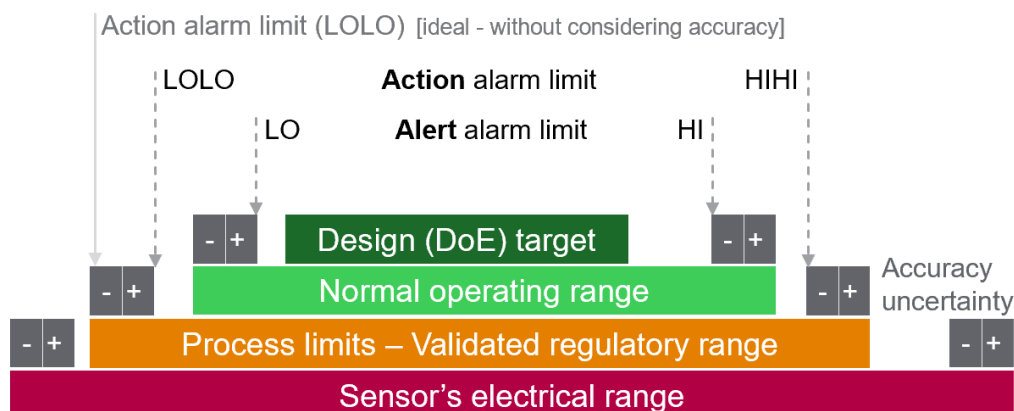 Action alarm limit (LOLO) [ideal - without considering accuracy]
LOLO Action alarm limit HIHI
LO Alert alarm limit HI
- + Design (DoE) target - +
- + Normal operating range - + Accuracy uncertainty
- + Process limits – Validated regulatory range - +
Sensor's electrical range